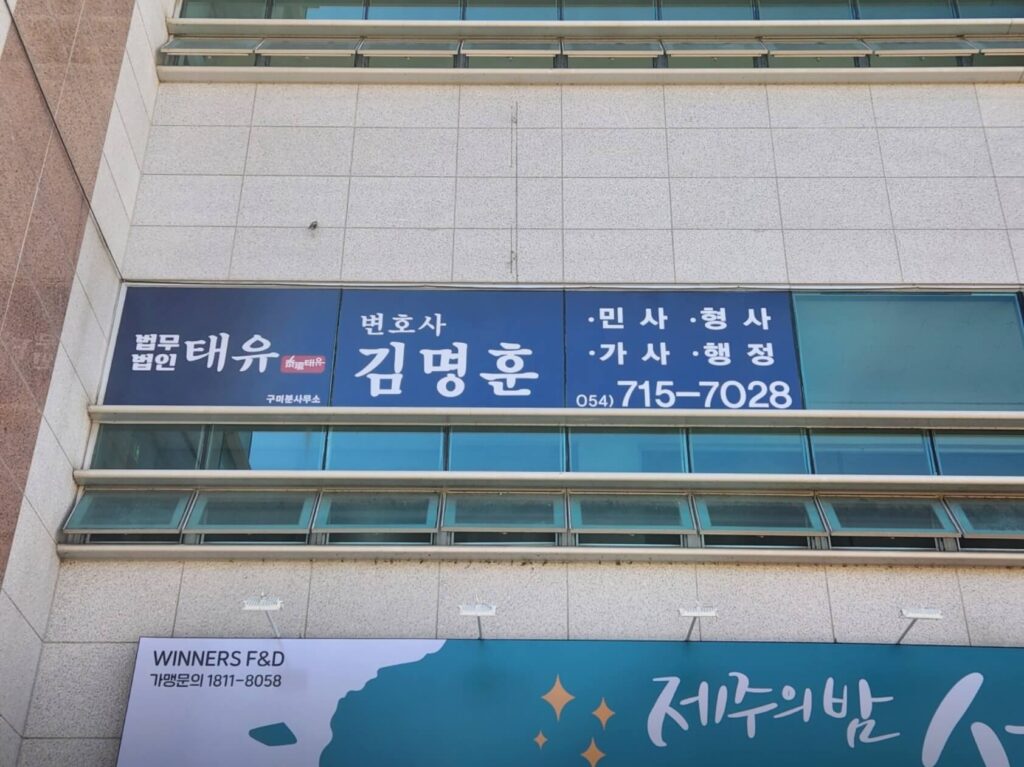 법무
법인 태유
태유
구미분사무소
변호사
김명훈
·민사 ·형사
·가사 ·행정
054) 715-7028
WINNERS F&D
가맹문의 1811-8058
제주의밤